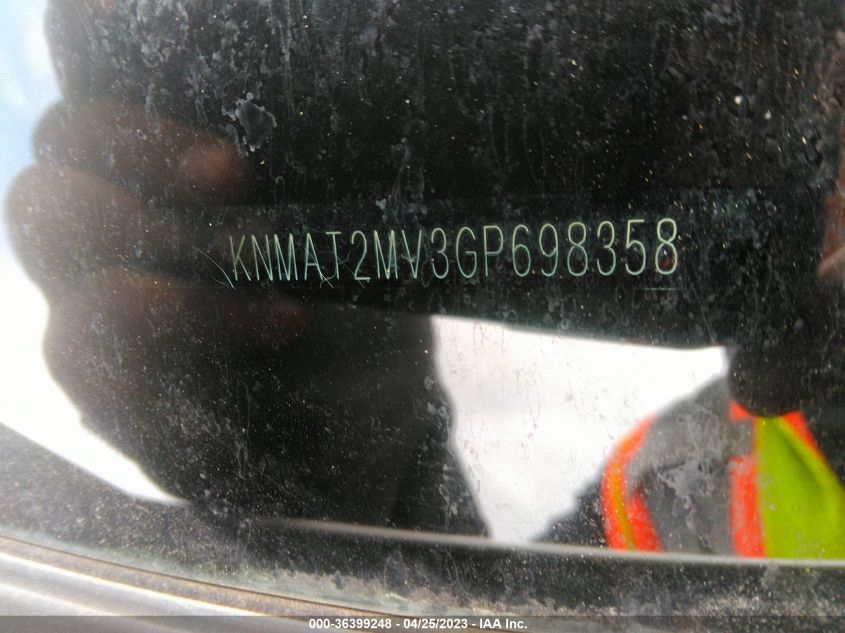 KNMAT2MV3GP698358
000-36399248 - 04/25/2023 - IAA Inc.